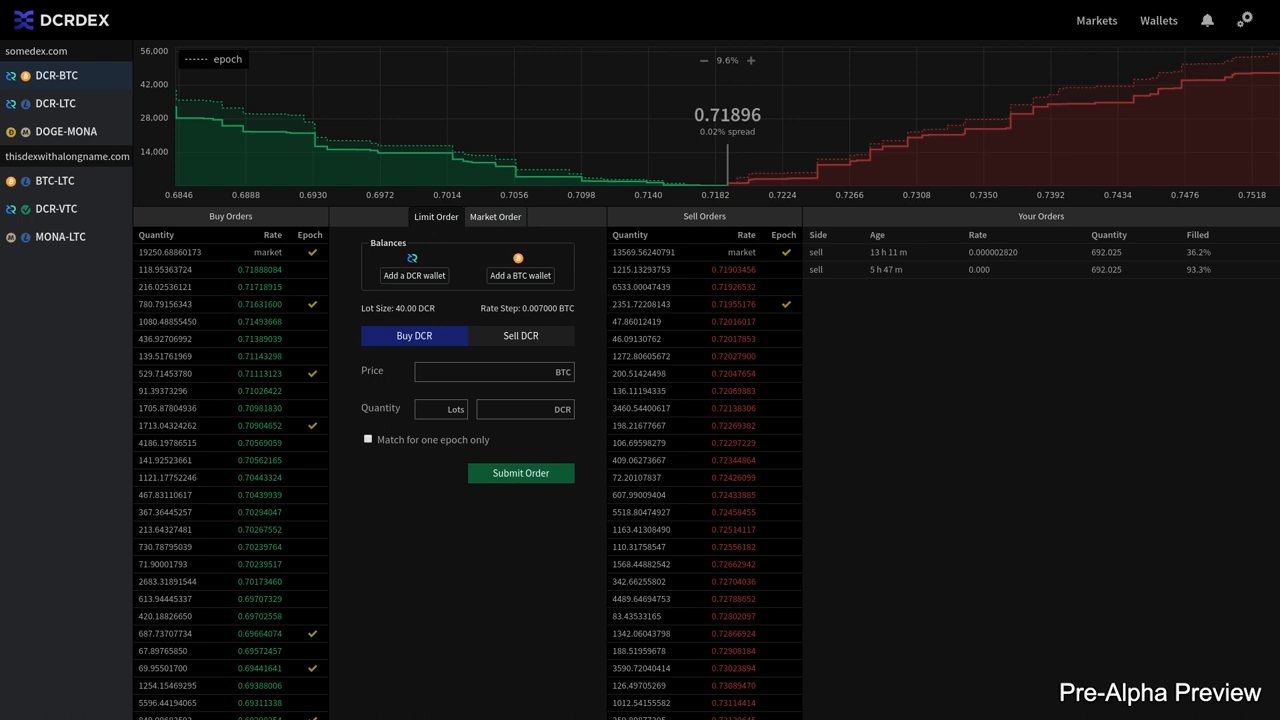 DCRDEX
Markets Wallets
somedex.com
DCR-BTC
DCR-LTC
D3GE-MONA
thisdexwithalongname.com
BTC-LTC
DCR-VTC
MONA-LTC
56,000
42,000
28,000
14,000
epoch
9.6%
0.71896
0.02% spread
0.6846 0.6888 0.6930 0.6972 0.7014 0.7056 0.7098 0.7140 0.7182 0.7224 0.7266 0.7308 0.7350 0.7392 0.7434 0.7476 0.7518
Buy Orders
Quantity Rate Epoch
19250.68860173 market
118.95363724 0.71888084
216.02536121 0.71718915
780.79156343 0.71631600
1080.48855450 0.71493668
436.92706992 0.71389039
139.51761969 0.71143298
529.71453780 0.71113123
91.39373296 0.71026422
1705.87804936 0.70981830
1713.04324262 0.70904652
4186.19786515 0.70569059
141.92523661 0.70562165
1121.17752246 0.70443324
467.83110617 0.70439939
367.36445257 0.70294047
213.64327481 0.70267552
730.78795039 0.70239764
71.90001793 0.70239517
2683.31891544 0.70173460
613.94445337 0.69707329
420.18826650 0.69702558
687.73707734 0.69664074
67.89765850 0.69572457
69.95501700 0.69441641
1254.15469295 0.69388006
5596.44194065 0.69311338
Limit Order Market Order
Balances
Add a DCR wallet Add a BTC wallet
Lot Size: 40.00 DCR Rate Step: 0.007000 BTC
Buy DCR Sell DCR
Price BTC
Quantity Lots DCR
Match for one epoch only
Submit Order
Sell Orders
Quantity Rate Epoch
13569.56240791 market
1215.13293753 0.71903456
6533.00047439 0.71926532
2351.72208143 0.71955176
47.86012419 0.72016017
46.09130762 0.72017853
1272.80605672 0.72027900
200.51424498 0.72047654
136.11194335 0.72069883
3460.54400617 0.72138306
198.21677667 0.72269382
106.69598279 0.72297229
409.06273667 0.72344864
72.20107837 0.72426099
607.99009404 0.72433885
5518.80474927 0.72458455
1163.41308490 0.72514117
110.31758547 0.72556182
1568.44882542 0.72662942
342.66255802 0.72704036
4489.64694753 0.72788652
83.43533165 0.72802097
1342.06043798 0.72866924
188.51959678 0.72908184
3590.72040414 0.73023894
126.49705269 0.73089470
1012.54155582 0.73114414
Your Orders
Side Age Rate Quantity Filled
sell 13 h 11 m 0.000002820 692.025 36.2%
sell 5 h 47 m 0.000 692.025 93.3%
Pre-Alpha Preview